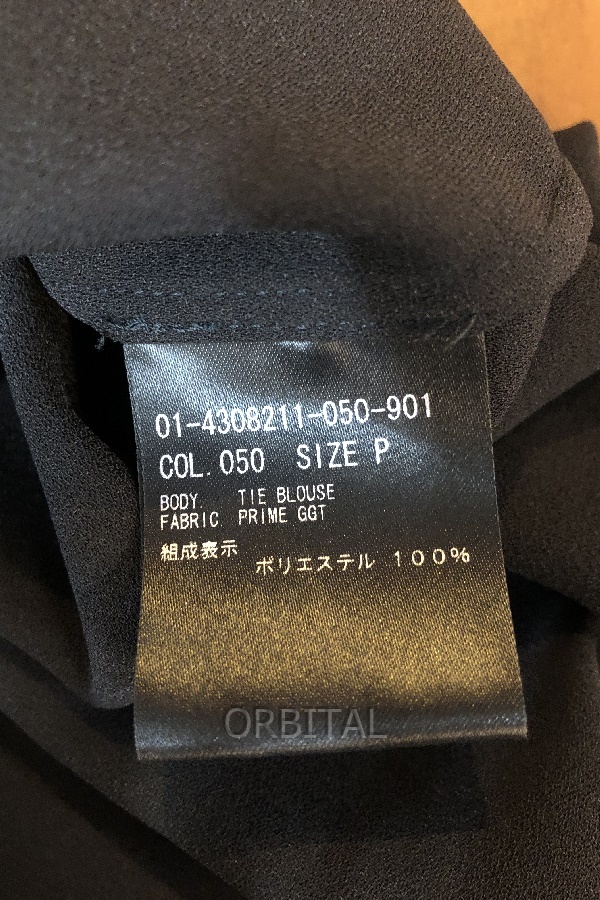 01-4308211-050-901
COL. 050 SIZE P
BODY. TIE BLOUSE
FABRIC PRIME GGT
組成表示
ポリエステル 100%
ORBITAL